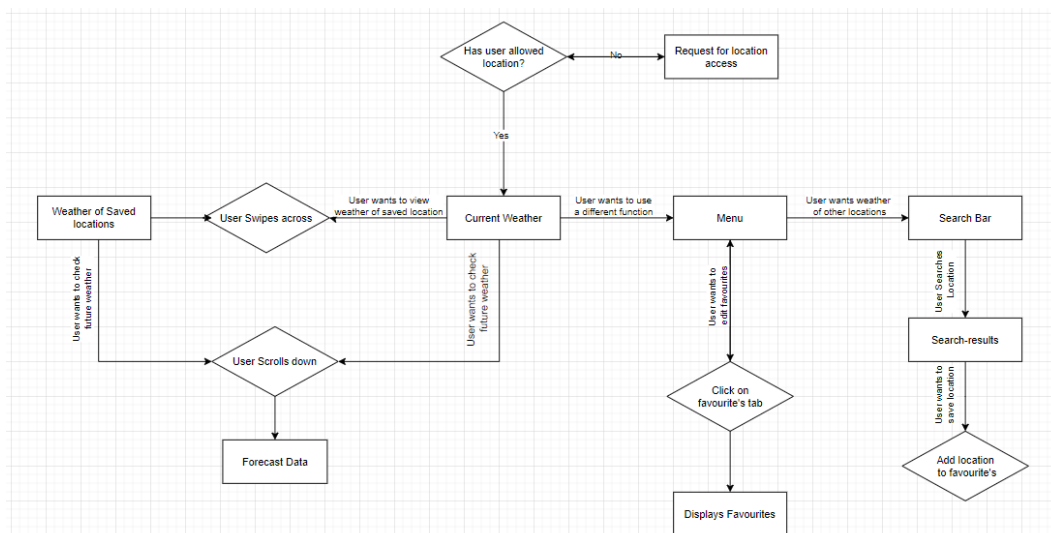 Has user allowed
location?
No
Request for location
access
Yes
Weather of Saved
locations
User Swipes across
User wants to view
weather of saved location
Current Weather
User wants to use
a different function
Menu
User wants weather
of other locations
Search Bar
User wants to check
future weather
User wants to check
future weather
User wants to
edit favourites
User Searches
Location
User Scrolls down
Search-results
Click on
favourite's tab
User wants to
save location
Forecast Data
Add location
to favourite's
Displays Favourites